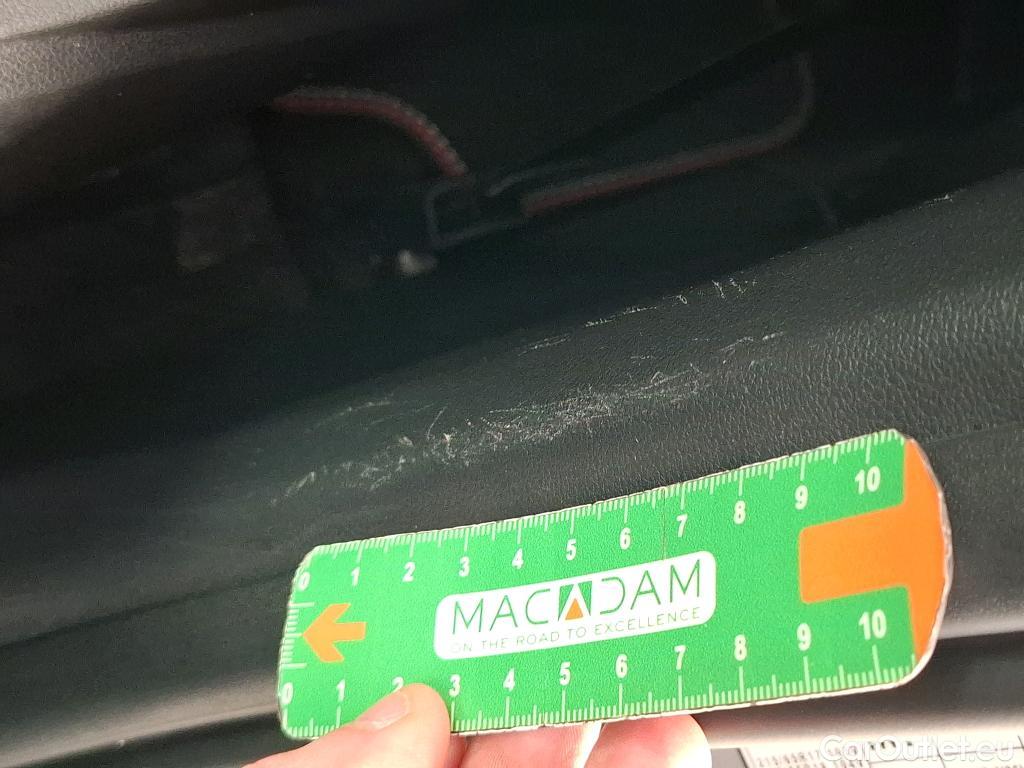 0 1 2 3 4 5 6 7 8 9 10
MACADAM
ON THE ROAD TO EXCELLENCE
0 1 2 3 4 5 6 7 8 9 10
CarOutlet.eu